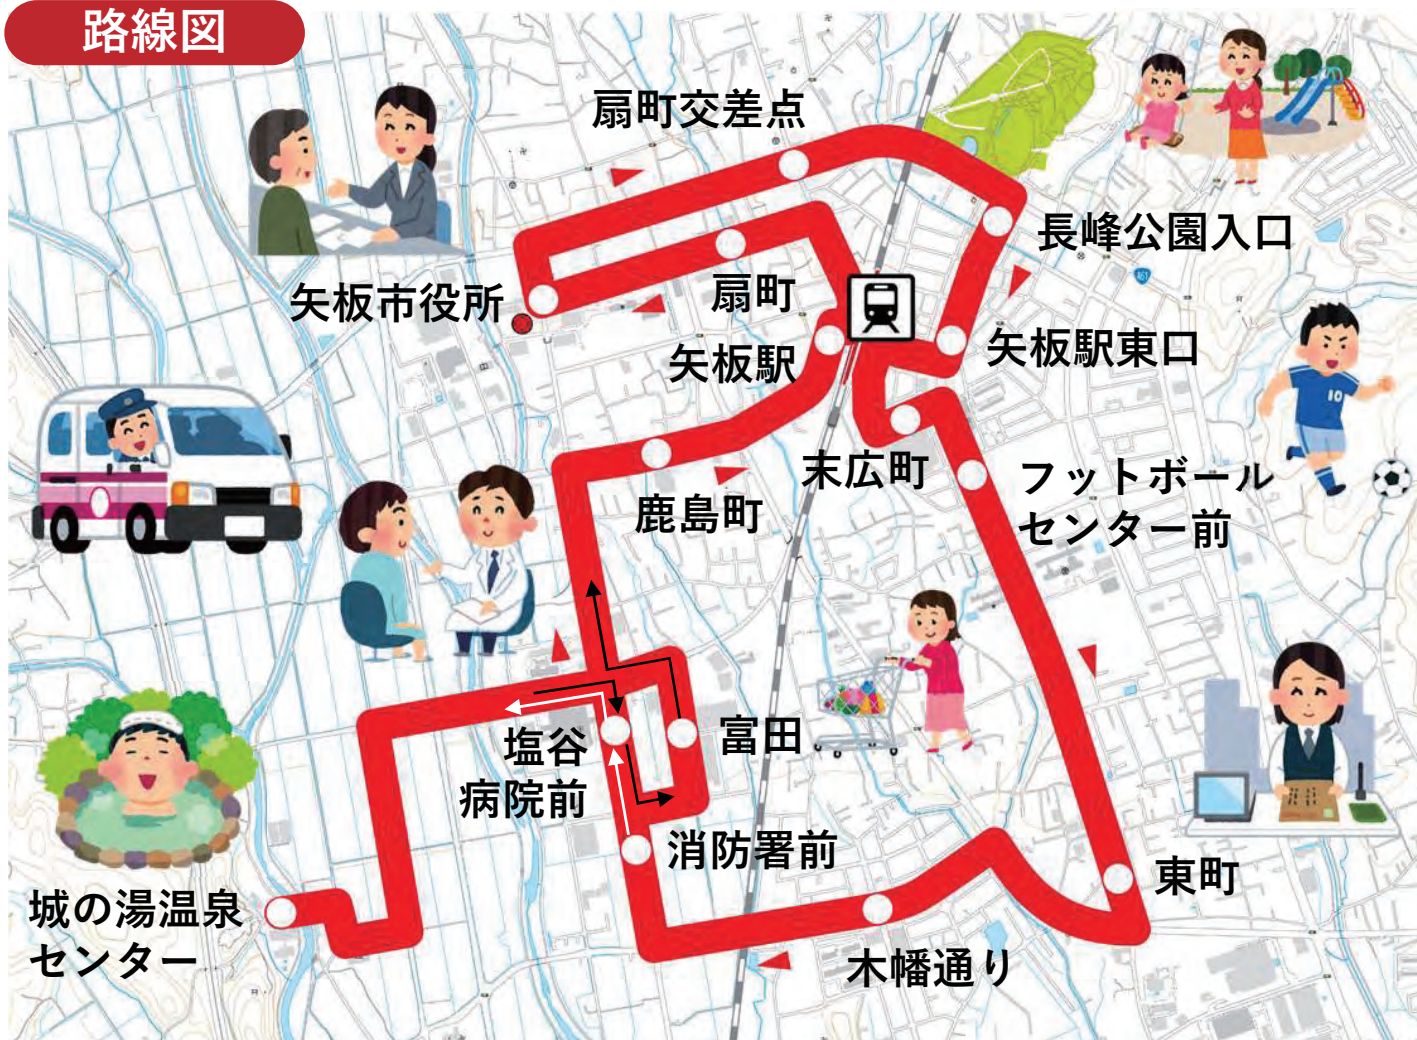 路線図
扇町交差点
長峰公園入口
461
矢板市役所
扇町
矢板駅
矢板駅東口
10
末広町
フットボール
センター前
鹿島町
塩谷
病院前
富田
消防署前
東町
城の湯温泉
センター
木幡通り